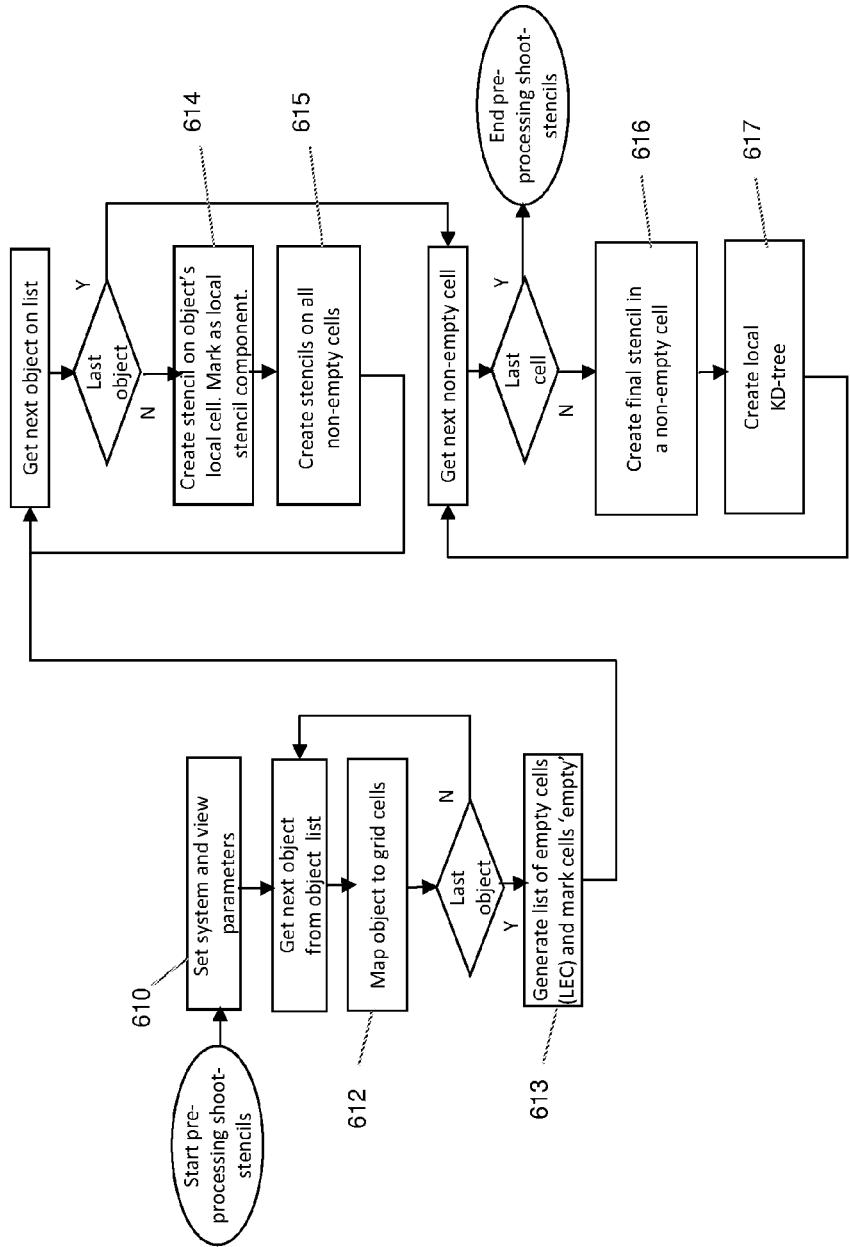 Start pre-
processing shoot-
stencils
610
Set system and view
parameters
Get next object
from object list
Map object to grid cells
612
Last
object
N
Y
Generate list of empty cells
(LEC) and mark cells 'empty'
613
Get next object on list
Last
object
Y
N
Create stencil on object's
local cell. Mark as local
stencil component.
614
Create stencils on all
non-empty cells
615
Get next non-empty cell
Last
cell
Y
N
End pre-
processing shoot-
stencils
Create final stencil in
a non-empty cell
616
Create local
KD-tree
617